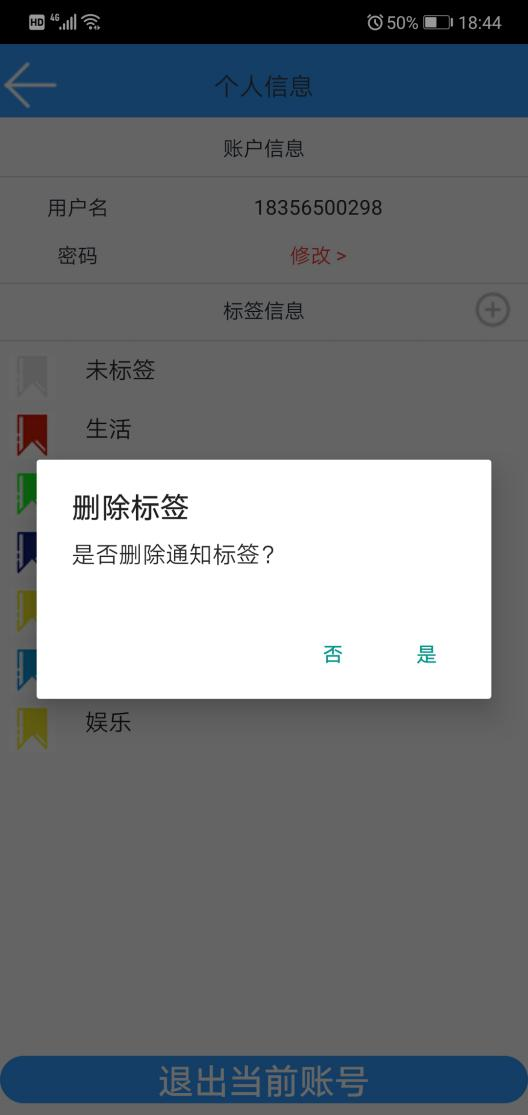 HD 4G 50% 18:44
个人信息
账户信息
用户名 18356500298
密码 修改 >
标签信息
未标签
生活
删除标签
是否删除通知标签？
否 是
娱乐
退出当前账号